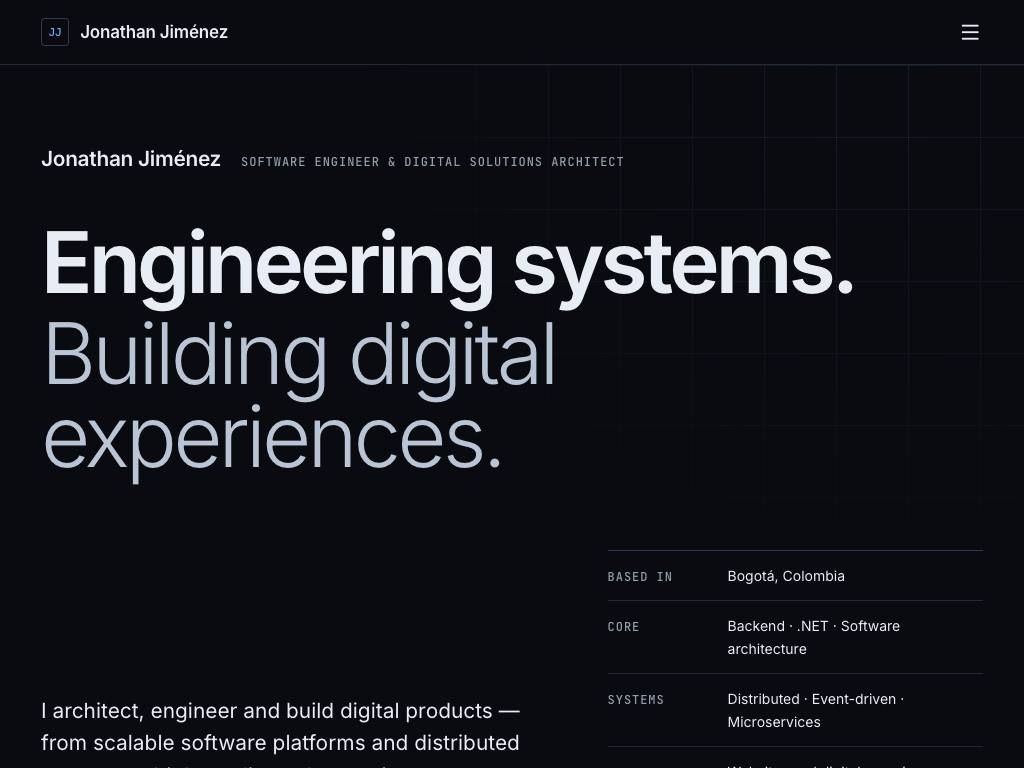 JJ
Jonathan Jiménez
Jonathan Jiménez
SOFTWARE ENGINEER & DIGITAL SOLUTIONS ARCHITECT
Engineering systems.
Building digital
experiences.
I architect, engineer and build digital products —
from scalable software platforms and distributed
BASED IN
Bogotá, Colombia
CORE
Backend · .NET · Software
architecture
SYSTEMS
Distributed · Event-driven ·
Microservices